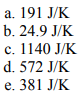 a. 191 J/K
b. 24.9 J/K
c. 1140 J/K
d. 572 J/K
e. 381 J/K